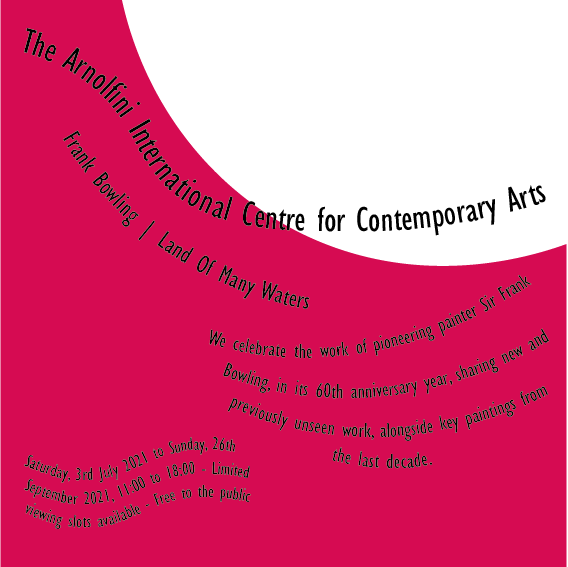 The Arnolfini International Centre for Contemporary Arts
Frank Bowling | Land Of Many Waters
We celebrate the work of pioneering painter Sir Frank
Bowling, in its 60th anniversary year, sharing new and
previously unseen work, alongside key paintings from
the last decade.
Saturday, 3rd July 2021 to Sunday, 26th
September 2021, 11:00 to 18:00 - Limited
viewing slots available - Free to the public